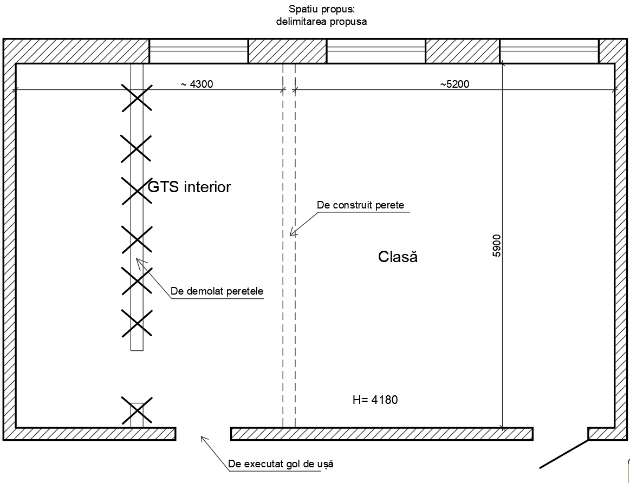 Spatiu propus:
delimitarea propusa
~ 4300
~5200
GTS interior
De construit perete
Clasă
5900
De demolat peretele
H= 4180
De executat gol de ușă